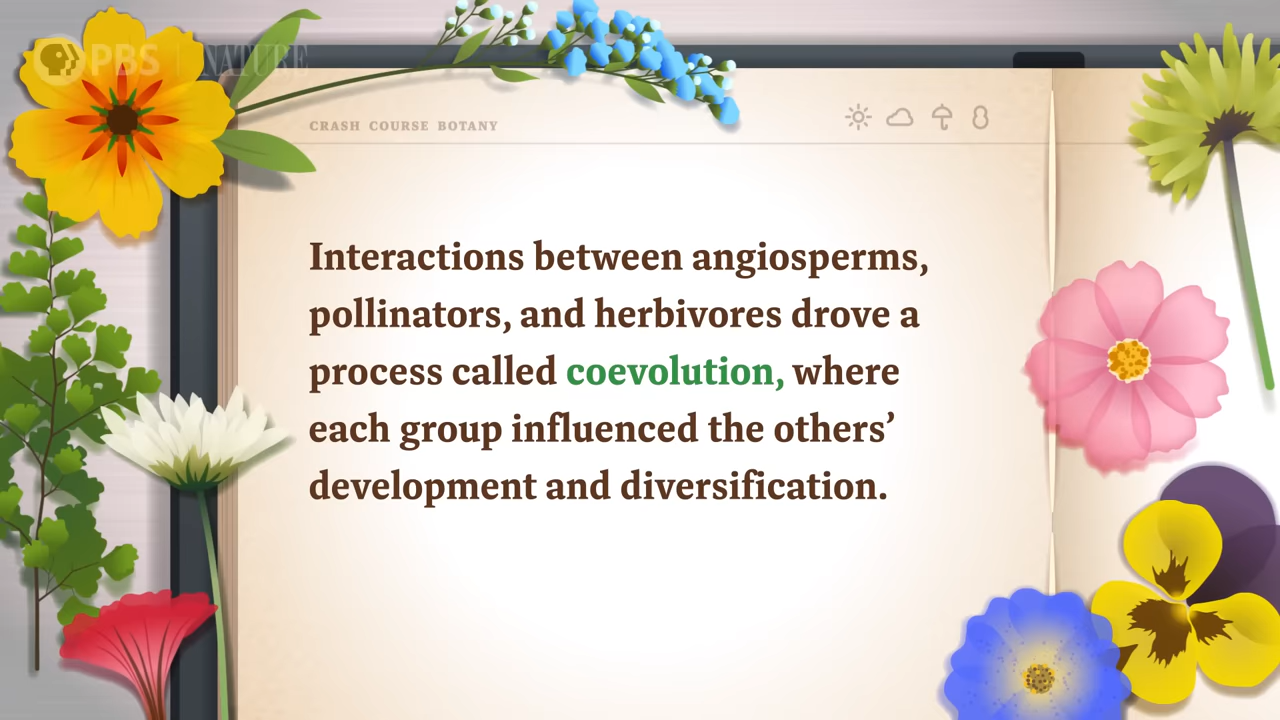 PBS | NATURE
CRASH COURSE BOTANY
Interactions between angiosperms,
pollinators, and herbivores drove a
process called coevolution, where
each group influenced the others’
development and diversification.